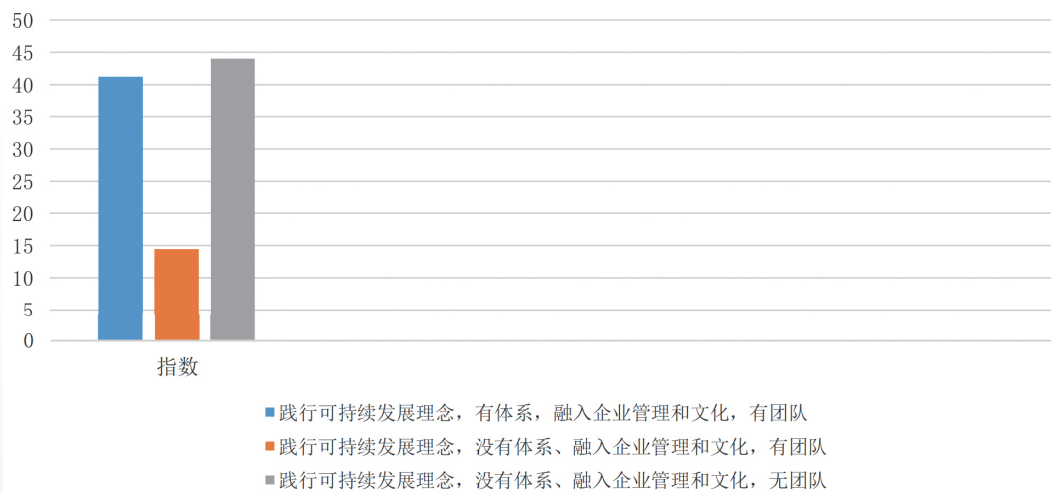 50
45
40
35
30
25
20
15
10
5
0
指数
践行可持续发展理念，有体系，融入企业管理和文化，有团队
践行可持续发展理念，没有体系、融入企业管理和文化，有团队
践行可持续发展理念，没有体系、融入企业管理和文化，无团队